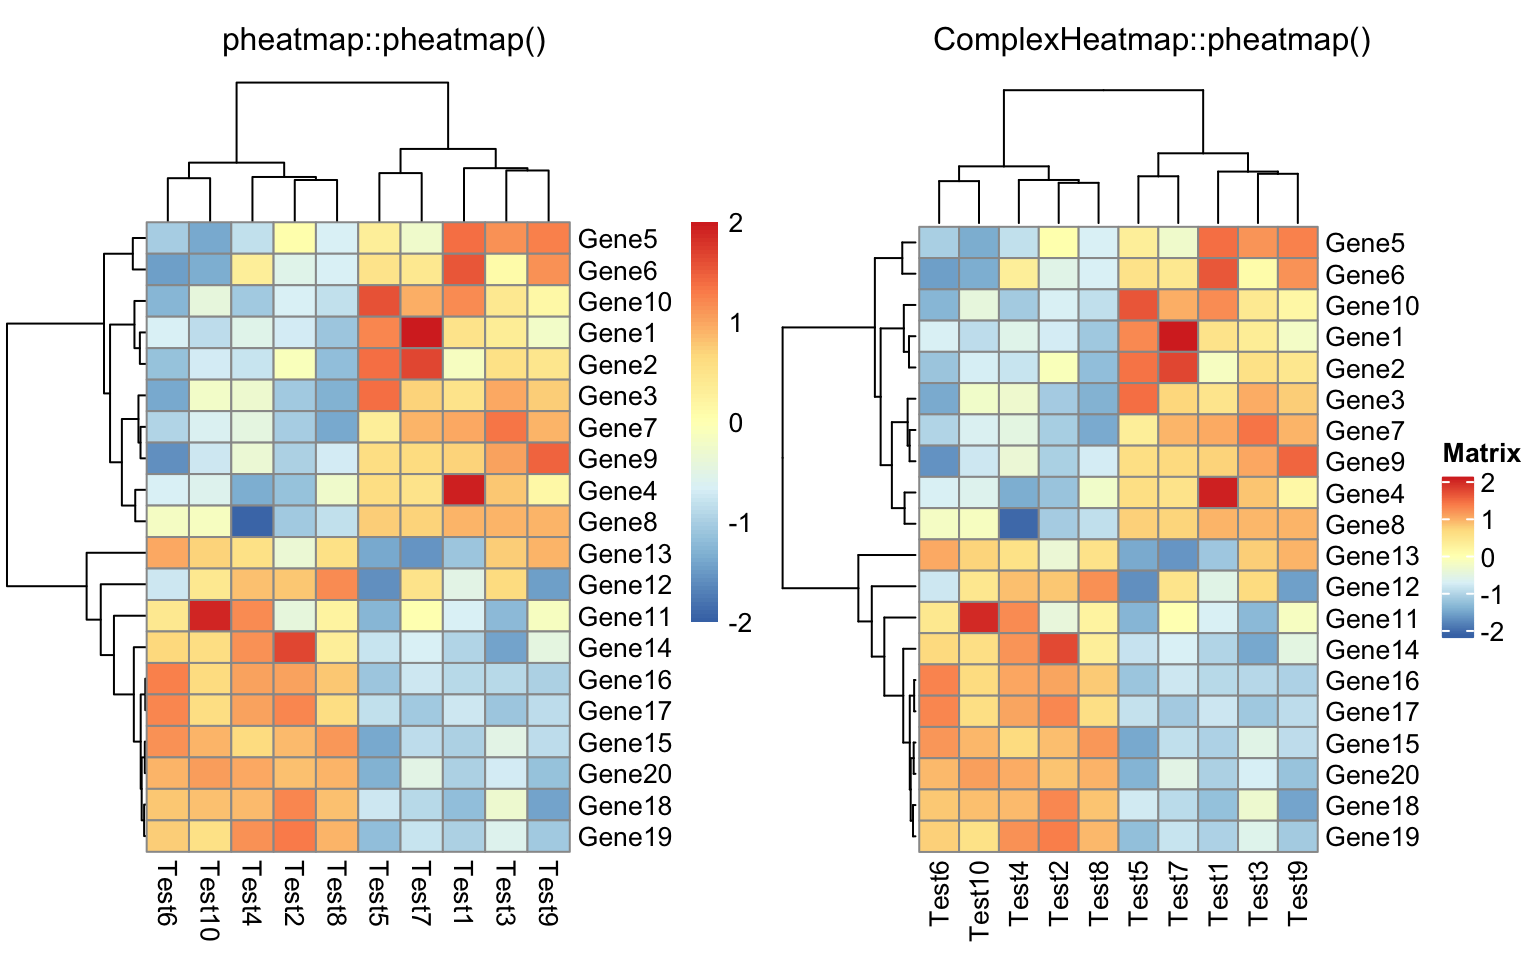 pheatmap::pheatmap()
Gene5
Gene6
Gene10
Gene1
Gene2
Gene3
Gene7
Gene9
Gene4
Gene8
Gene13
Gene12
Gene11
Gene14
Gene16
Gene17
Gene15
Gene20
Gene18
Gene19
Test6
Test10
Test4
Test2
Test8
Test5
Test7
Test1
Test3
Test9
2
1
0
-1
-2
ComplexHeatmap::pheatmap()
Gene5
Gene6
Gene10
Gene1
Gene2
Gene3
Gene7
Gene9
Gene4
Gene8
Gene13
Gene12
Gene11
Gene14
Gene16
Gene17
Gene15
Gene20
Gene18
Gene19
Test6
Test10
Test4
Test2
Test8
Test5
Test7
Test1
Test3
Test9
Matrix
2
1
0
-1
-2